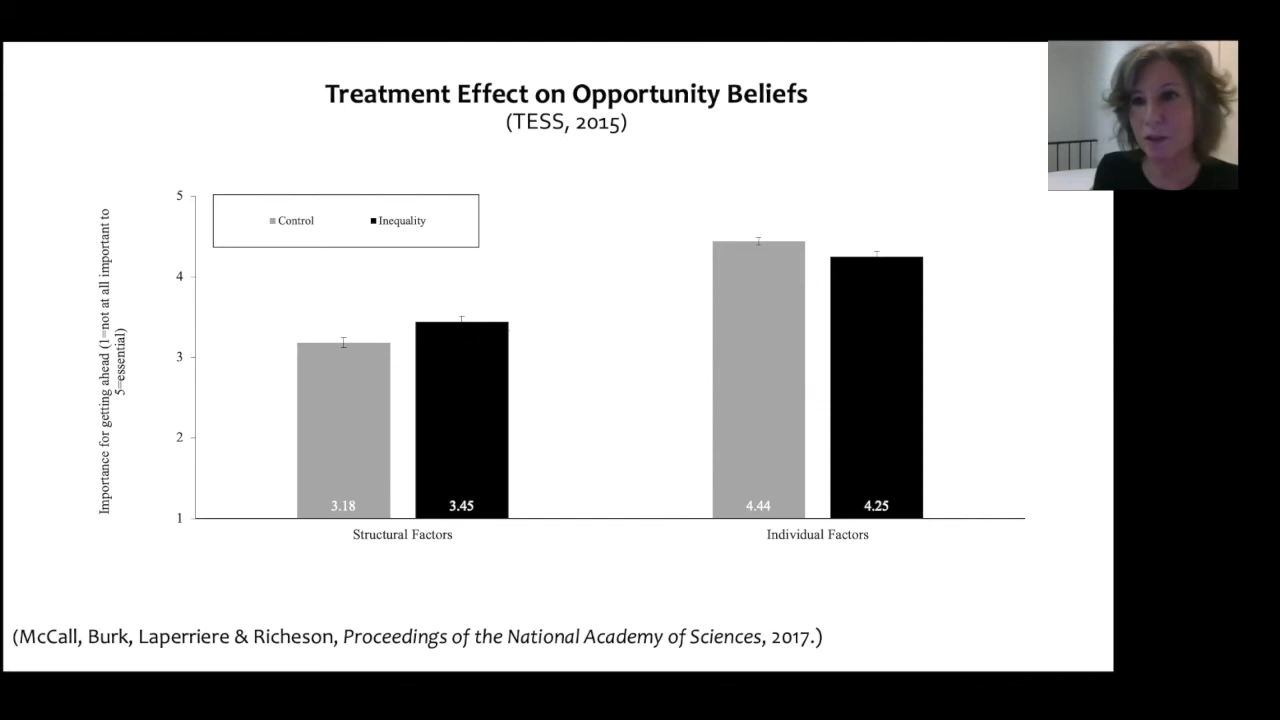 Treatment Effect on Opportunity Beliefs
(TESS, 2015)
Importance for getting ahead (1=not at all important to
5=essential)
5
4
3
2
1
Control
Inequality
3.18
3.45
4.44
4.25
Structural Factors
Individual Factors
(McCall, Burk, Laperriere & Richeson, Proceedings of the National Academy of Sciences, 2017.)